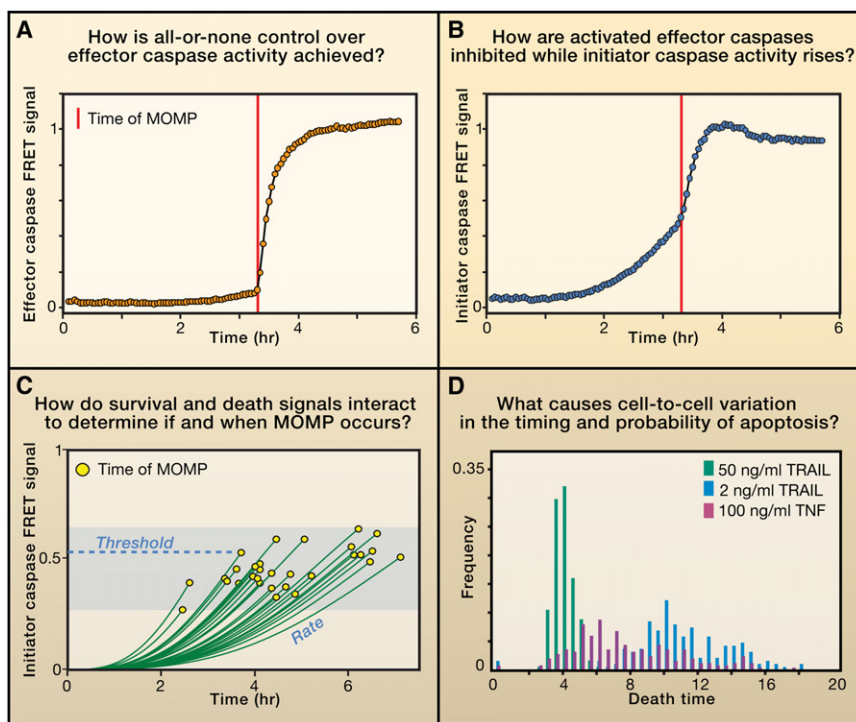 A
How is all-or-none control over
effector caspase activity achieved?
Effector caspase FRET signal
1
0
Time of MOMP
0 2 4 6
Time (hr)
B
How are activated effector caspases
inhibited while initiator caspase activity rises?
Initiator caspase FRET signal
1
0
0 2 4 6
Time (hr)
C
How do survival and death signals interact
to determine if and when MOMP occurs?
Initiator caspase FRET signal
1
0.5
0
Time of MOMP
Threshold
Rate
0 2 4 6
Time (hr)
D
What causes cell-to-cell variation
in the timing and probability of apoptosis?
Frequency
0.35
0
50 ng/ml TRAIL
2 ng/ml TRAIL
100 ng/ml TNF
0 4 8 12 16 20
Death time